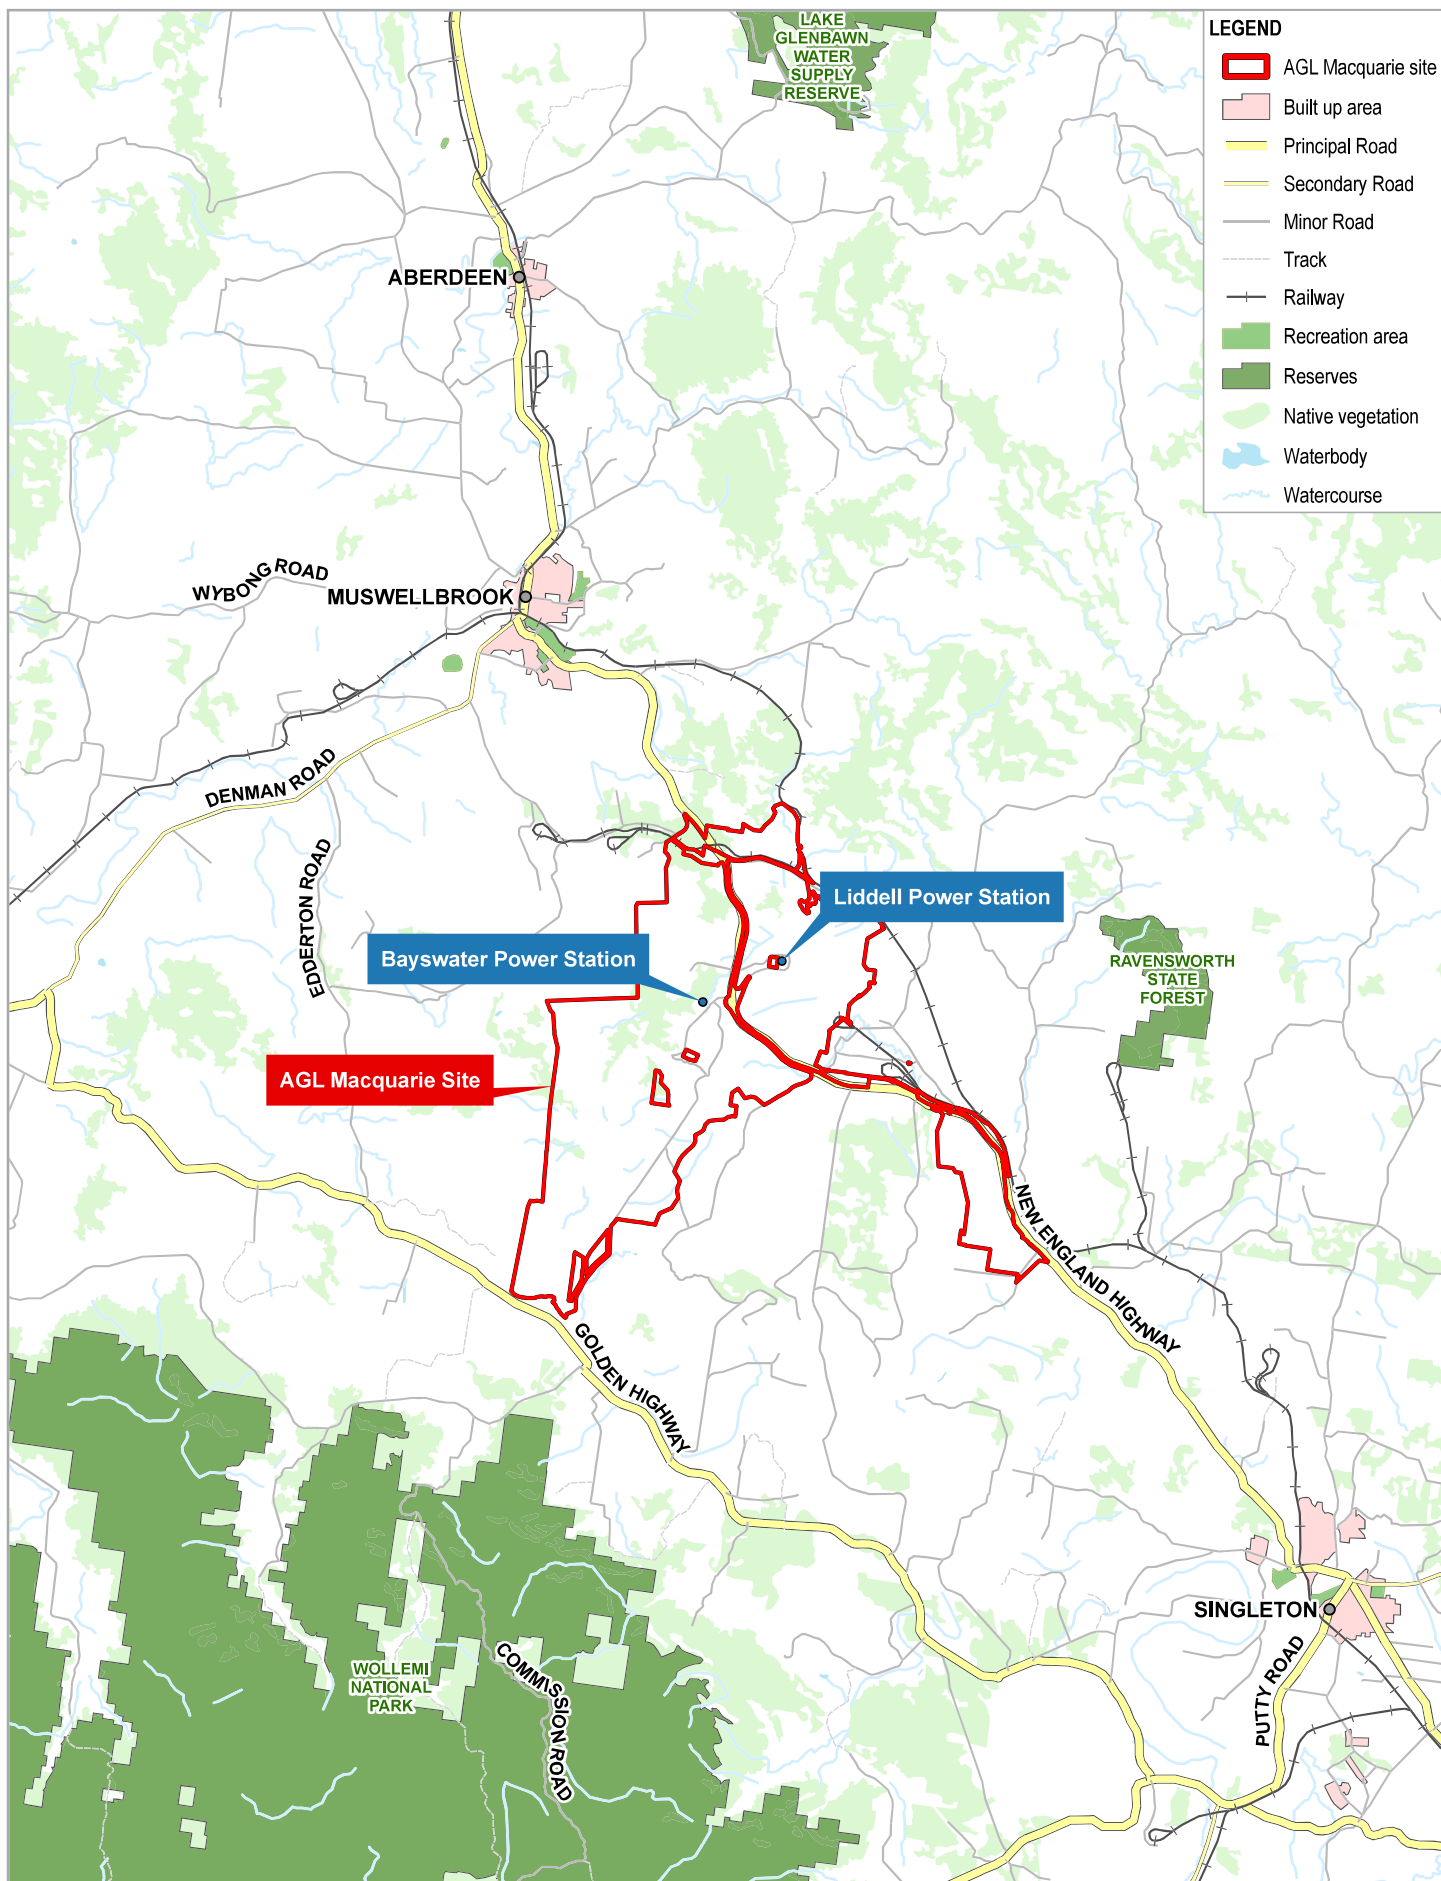 LAKE
GLENBAWN
WATER
SUPPLY
RESERVE
LEGEND
AGL Macquarie site
Built up area
Principal Road
Secondary Road
Minor Road
Track
Railway
Recreation area
Reserves
Native vegetation
Waterbody
Watercourse
ABERDEEN
WYBONG ROAD
MUSWELLBROOK
DENMAN ROAD
EDDERTON ROAD
Liddell Power Station
Bayswater Power Station
RAVENSWORTH
STATE
FOREST
AGL Macquarie Site
NEW ENGLAND HIGHWAY
GOLDEN HIGHWAY
SINGLETON
PUTTY ROAD
COMMISSION ROAD
WOLLEMI
NATIONAL
PARK